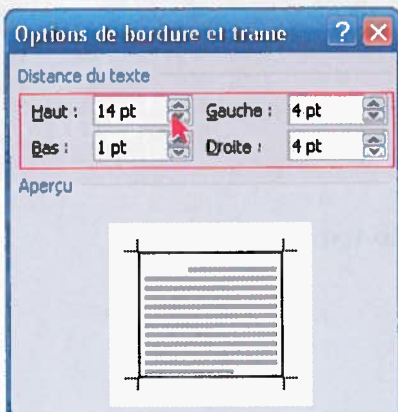 Options de bordure et trame ?
Distance du texte
Haut : 14 pt Gauche : 4 pt
Bas : 1 pt Droite : 4 pt
Aperçu